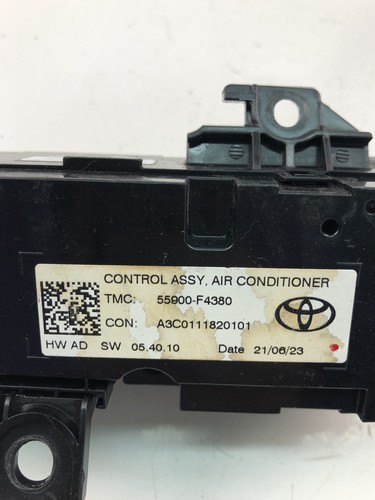 CONTROL ASSY, AIR CONDITIONER
TMC: 55900-F4380
CON: A3C0111820101
HW AD SW 05.40.10 Date 21/06/23